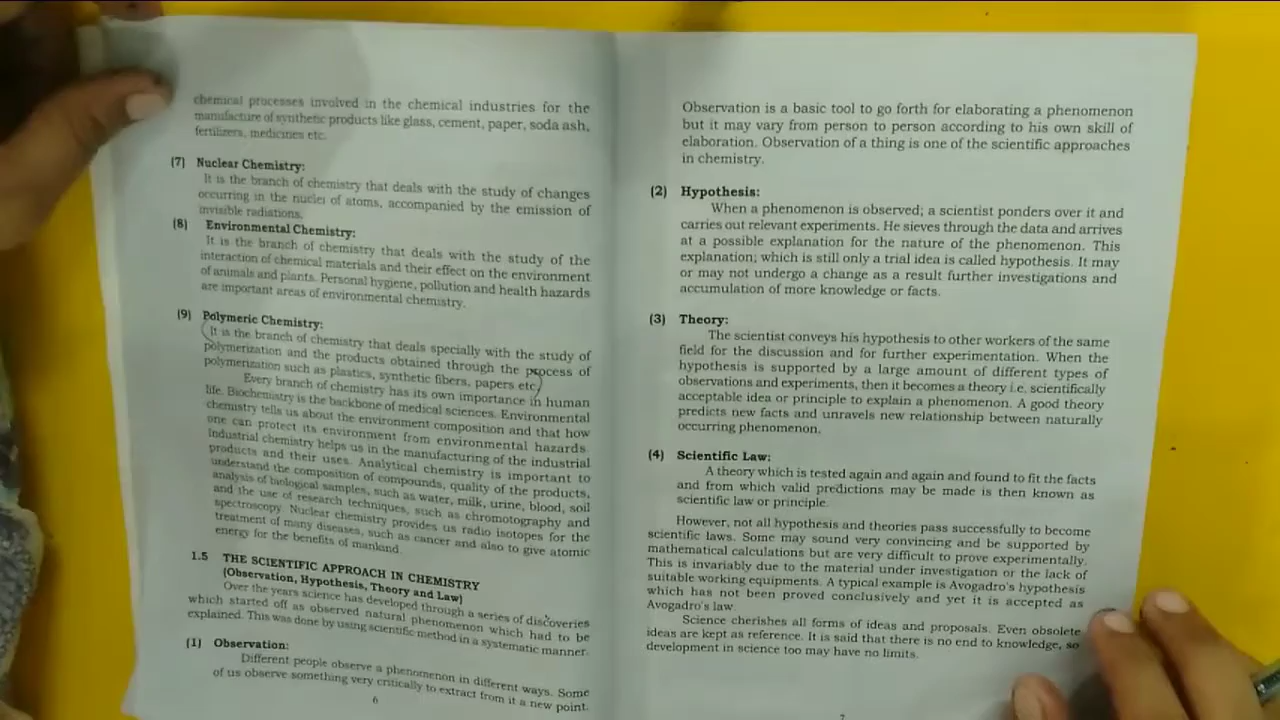 chemical processes involved in the chemical industries for the
manufacture of synthetic products like glass, cement, paper, soda ash,
fertilizers, medicines etc.
(7) Nuclear Chemistry:
It is the branch of chemistry that deals with the study of changes
occurring in the nuclei of atoms, accompanied by the emission of
invisible radiations.
(8) Environmental Chemistry:
It is the branch of chemistry that deals with the study of the
interaction of chemical materials and their effect on the environment
of animals and plants. Personal hygiene, pollution and health hazards
are important areas of environmental chemistry.
(9) Polymeric Chemistry:
It is the branch of chemistry that deals specially with the study of
polymerization and the products obtained through the process of
polymerization such as plastics, synthetic fibers, papers etc.
Every branch of chemistry has its own importance in human
life. Biochemistry is the backbone of medical sciences. Environmental
chemistry tells us about the environment composition and that how
one can protect its environment from environmental hazards.
Industrial chemistry helps us in the manufacturing of the industrial
products and their uses. Analytical chemistry is important to
understand the composition of compounds, quality of the products,
analysis of biological samples, such as water, milk, urine, blood, soil
and the use of research techniques, such as chromotography and
spectroscopy. Nuclear chemistry provides us radio isotopes for the
treatment of many diseases, such as cancer and also to give atomic
energy for the benefits of mankind.
1.5 THE SCIENTIFIC APPROACH IN CHEMISTRY
(Observation, Hypothesis, Theory and Law)
Over the years science has developed through a series of discoveries
which started off as observed natural phenomenon which had to be
explained. This was done by using scientific method in a systematic manner.
(1) Observation:
Different people observe a phenomenon in different ways. Some
of us observe something very critically to extract from it a new point.
6
Observation is a basic tool to go forth for elaborating a phenomenon
but it may vary from person to person according to his own skill of
elaboration. Observation of a thing is one of the scientific approaches
in chemistry.
(2) Hypothesis:
When a phenomenon is observed; a scientist ponders over it and
carries out relevant experiments. He sieves through the data and arrives
at a possible explanation for the nature of the phenomenon. This
explanation; which is still only a trial idea is called hypothesis. It may
or may not undergo a change as a result further investigations and
accumulation of more knowledge or facts.
(3) Theory:
The scientist conveys his hypothesis to other workers of the same
field for the discussion and for further experimentation. When the
hypothesis is supported by a large amount of different types of
observations and experiments, then it becomes a theory i.e. scientifically
acceptable idea or principle to explain a phenomenon. A good theory
predicts new facts and unravels new relationship between naturally
occurring phenomenon.
(4) Scientific Law:
A theory which is tested again and again and found to fit the facts
and from which valid predictions may be made is then known as
scientific law or principle.
However, not all hypothesis and theories pass successfully to become
scientific laws. Some may sound very convincing and be supported by
mathematical calculations but are very difficult to prove experimentally.
This is invariably due to the material under investigation or the lack of
suitable working equipments. A typical example is Avogadro's hypothesis
which has not been proved conclusively and yet it is accepted as
Avogadro's law.
Science cherishes all forms of ideas and proposals. Even obsolete
ideas are kept as reference. It is said that there is no end to knowledge, so
development in science too may have no limits.
7